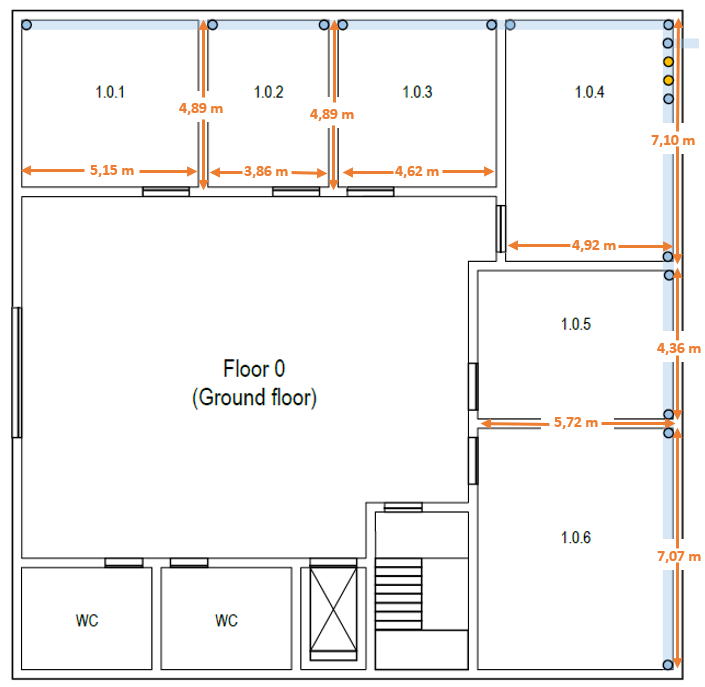 1.0.1
1.0.2
1.0.3
1.0.4
4,89 m
4,89 m
7,10 m
5,15 m
3,86 m
4,62 m
4,92 m
1.0.5
4,36 m
Floor 0
(Ground floor)
5,72 m
1.0.6
7,07 m
WC
WC